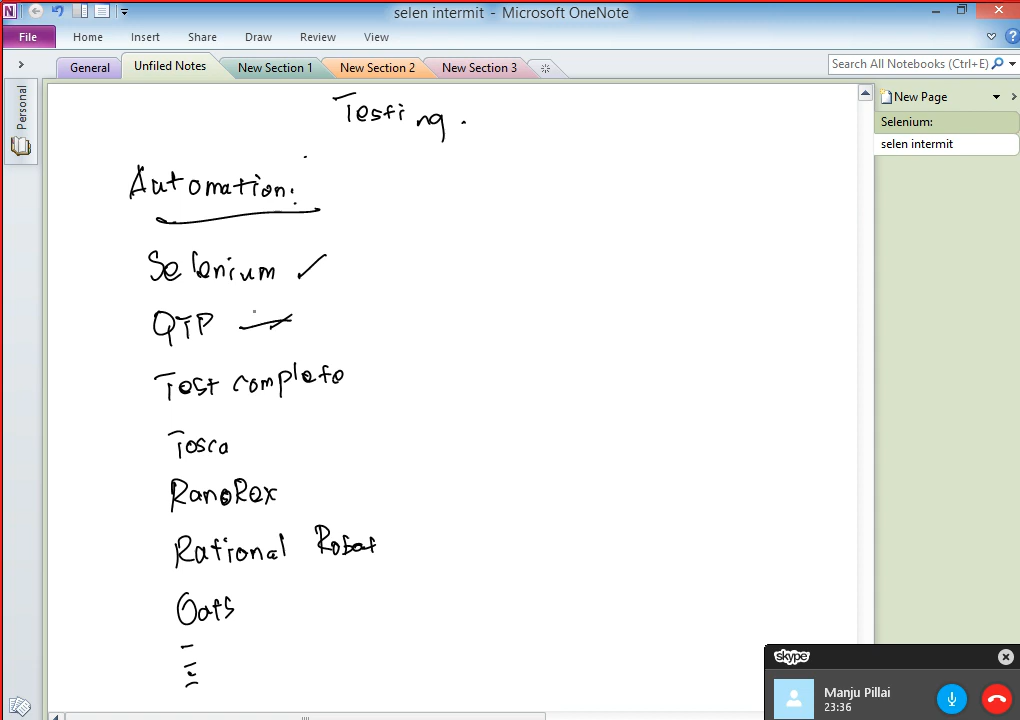 selen intermit - Microsoft OneNote
File Home Insert Share Draw Review View
General Unfiled Notes New Section 1 New Section 2 New Section 3
Search All Notebooks (Ctrl+E)
Personal
New Page
Selenium:
selen intermit
Testing.
Automation:
Selenium
QTP
Test complete
Tosca
RanoRex
Rational Robot
Oats
skype
Manju Pillai
23:36